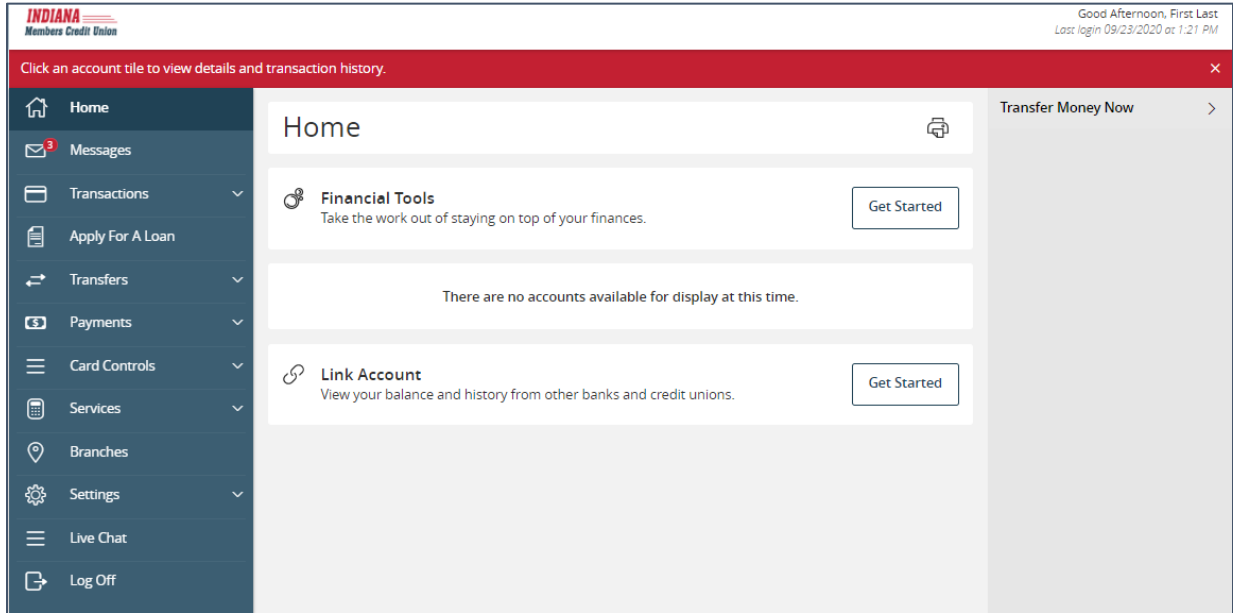 INDIANA
Members Credit Union
Good Afternoon, First Last
Last login 09/23/2020 at 1:21 PM
Click an account tile to view details and transaction history.
Home
Messages
3
Transactions
Apply For A Loan
Transfers
Payments
Card Controls
Services
Branches
Settings
Live Chat
Log Off
Home
Financial Tools
Take the work out of staying on top of your finances.
Get Started
There are no accounts available for display at this time.
Link Account
View your balance and history from other banks and credit unions.
Get Started
Transfer Money Now